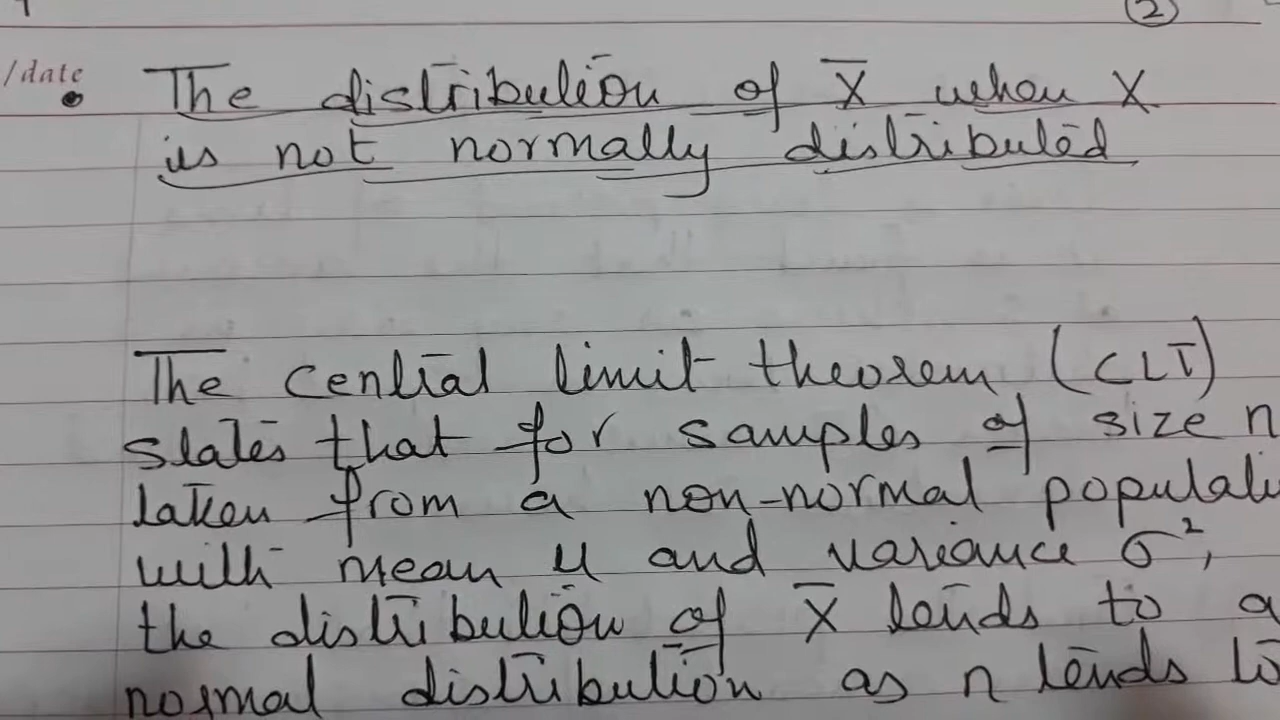 ②
/date
The distribution of X̅ when X
is not normally distributed
The central limit theorem (CLT)
states that for samples of size n
taken from a non-normal populati
with mean μ and variance σ²,
the distribution of X̅ tends to a
normal distribution as n tends to